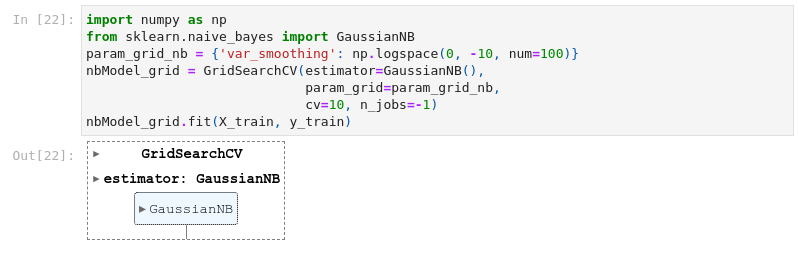 In [22]: import numpy as np
from sklearn.naive_bayes import GaussianNB
param_grid_nb = {'var_smoothing': np.logspace(0, -10, num=100)}
nbModel_grid = GridSearchCV(estimator=GaussianNB(),
param_grid=param_grid_nb,
cv=10, n_jobs=-1)
nbModel_grid.fit(X_train, y_train)
Out[22]: ▸ GridSearchCV
▸ estimator: GaussianNB
▸ GaussianNB